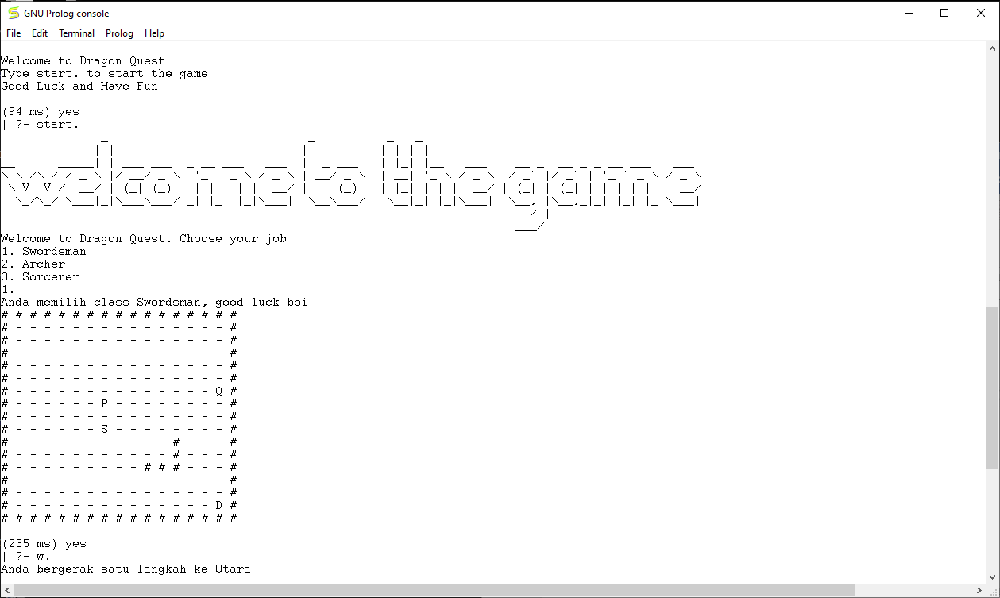 GNU Prolog console
File Edit Terminal Prolog Help
Welcome to Dragon Quest
Type start. to start the game
Good Luck and Have Fun
(94 ms) yes
| ?- start.
welcome to the game
Welcome to Dragon Quest. Choose your job
1. Swordsman
2. Archer
3. Sorcerer
1.
Anda memilih class Swordsman, good luck boi
# # # # # # # # # # # # # # # # #
# - - - - - - - - - - - - - - - #
# - - - - - - - - - - - - - - - #
# - - - - - - - - - - - - - - - #
# - - - - - - - - - - - - - - - #
# - - - - - - - - - - - - - - - #
# - - - - - - - - - - - - - - Q #
# - - - - - - P - - - - - - - - #
# - - - - - - - - - - - - - - - #
# - - - - - - S - - - - - - - - #
# - - - - - - - - - - - # - - - #
# - - - - - - - - - - - # - - - #
# - - - - - - - - - # # # - - - #
# - - - - - - - - - - - - - - - #
# - - - - - - - - - - - - - - - #
# - - - - - - - - - - - - - - D #
# # # # # # # # # # # # # # # # #
(235 ms) yes
| ?- w.
Anda bergerak satu langkah ke Utara